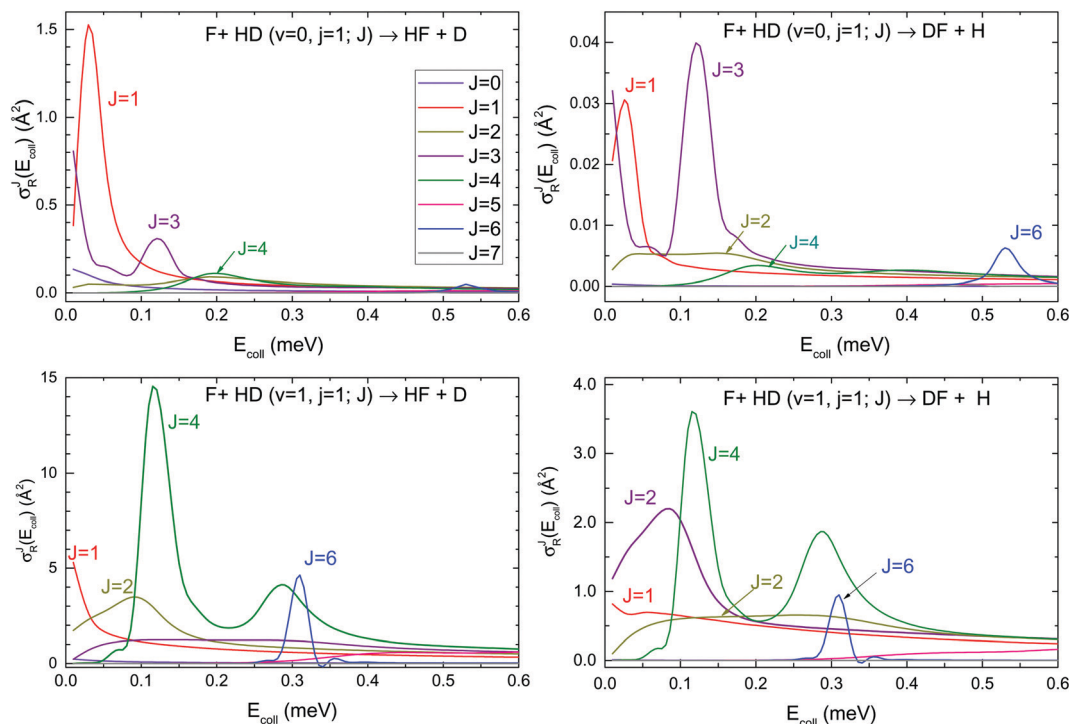 F+ HD (v=0, j=1; J) → HF + D
J=0
J=1
J=2
J=3
J=4
J=5
J=6
J=7
J=1
J=3
J=4
1.5
1.0
0.5
0.0
σ_R^J(E_coll) (Å²)
0.0 0.1 0.2 0.3 0.4 0.5 0.6
E_coll (meV)
F+ HD (v=0, j=1; J) → DF + H
J=1
J=3
J=2
J=4
J=6
0.04
0.03
0.02
0.01
0.00
σ_R^J(E_coll) (Å²)
0.0 0.1 0.2 0.3 0.4 0.5 0.6
E_coll (meV)
F+ HD (v=1, j=1; J) → HF + D
J=4
J=1
J=2
J=6
15
10
5
0
σ_R^J(E_coll) (Å²)
0.0 0.1 0.2 0.3 0.4 0.5 0.6
E_coll (meV)
F+ HD (v=1, j=1; J) → DF + H
J=4
J=2
J=1
J=2
J=6
4.0
3.0
2.0
1.0
0.0
σ_R^J(E_coll) (Å²)
0.0 0.1 0.2 0.3 0.4 0.5 0.6
E_coll (meV)